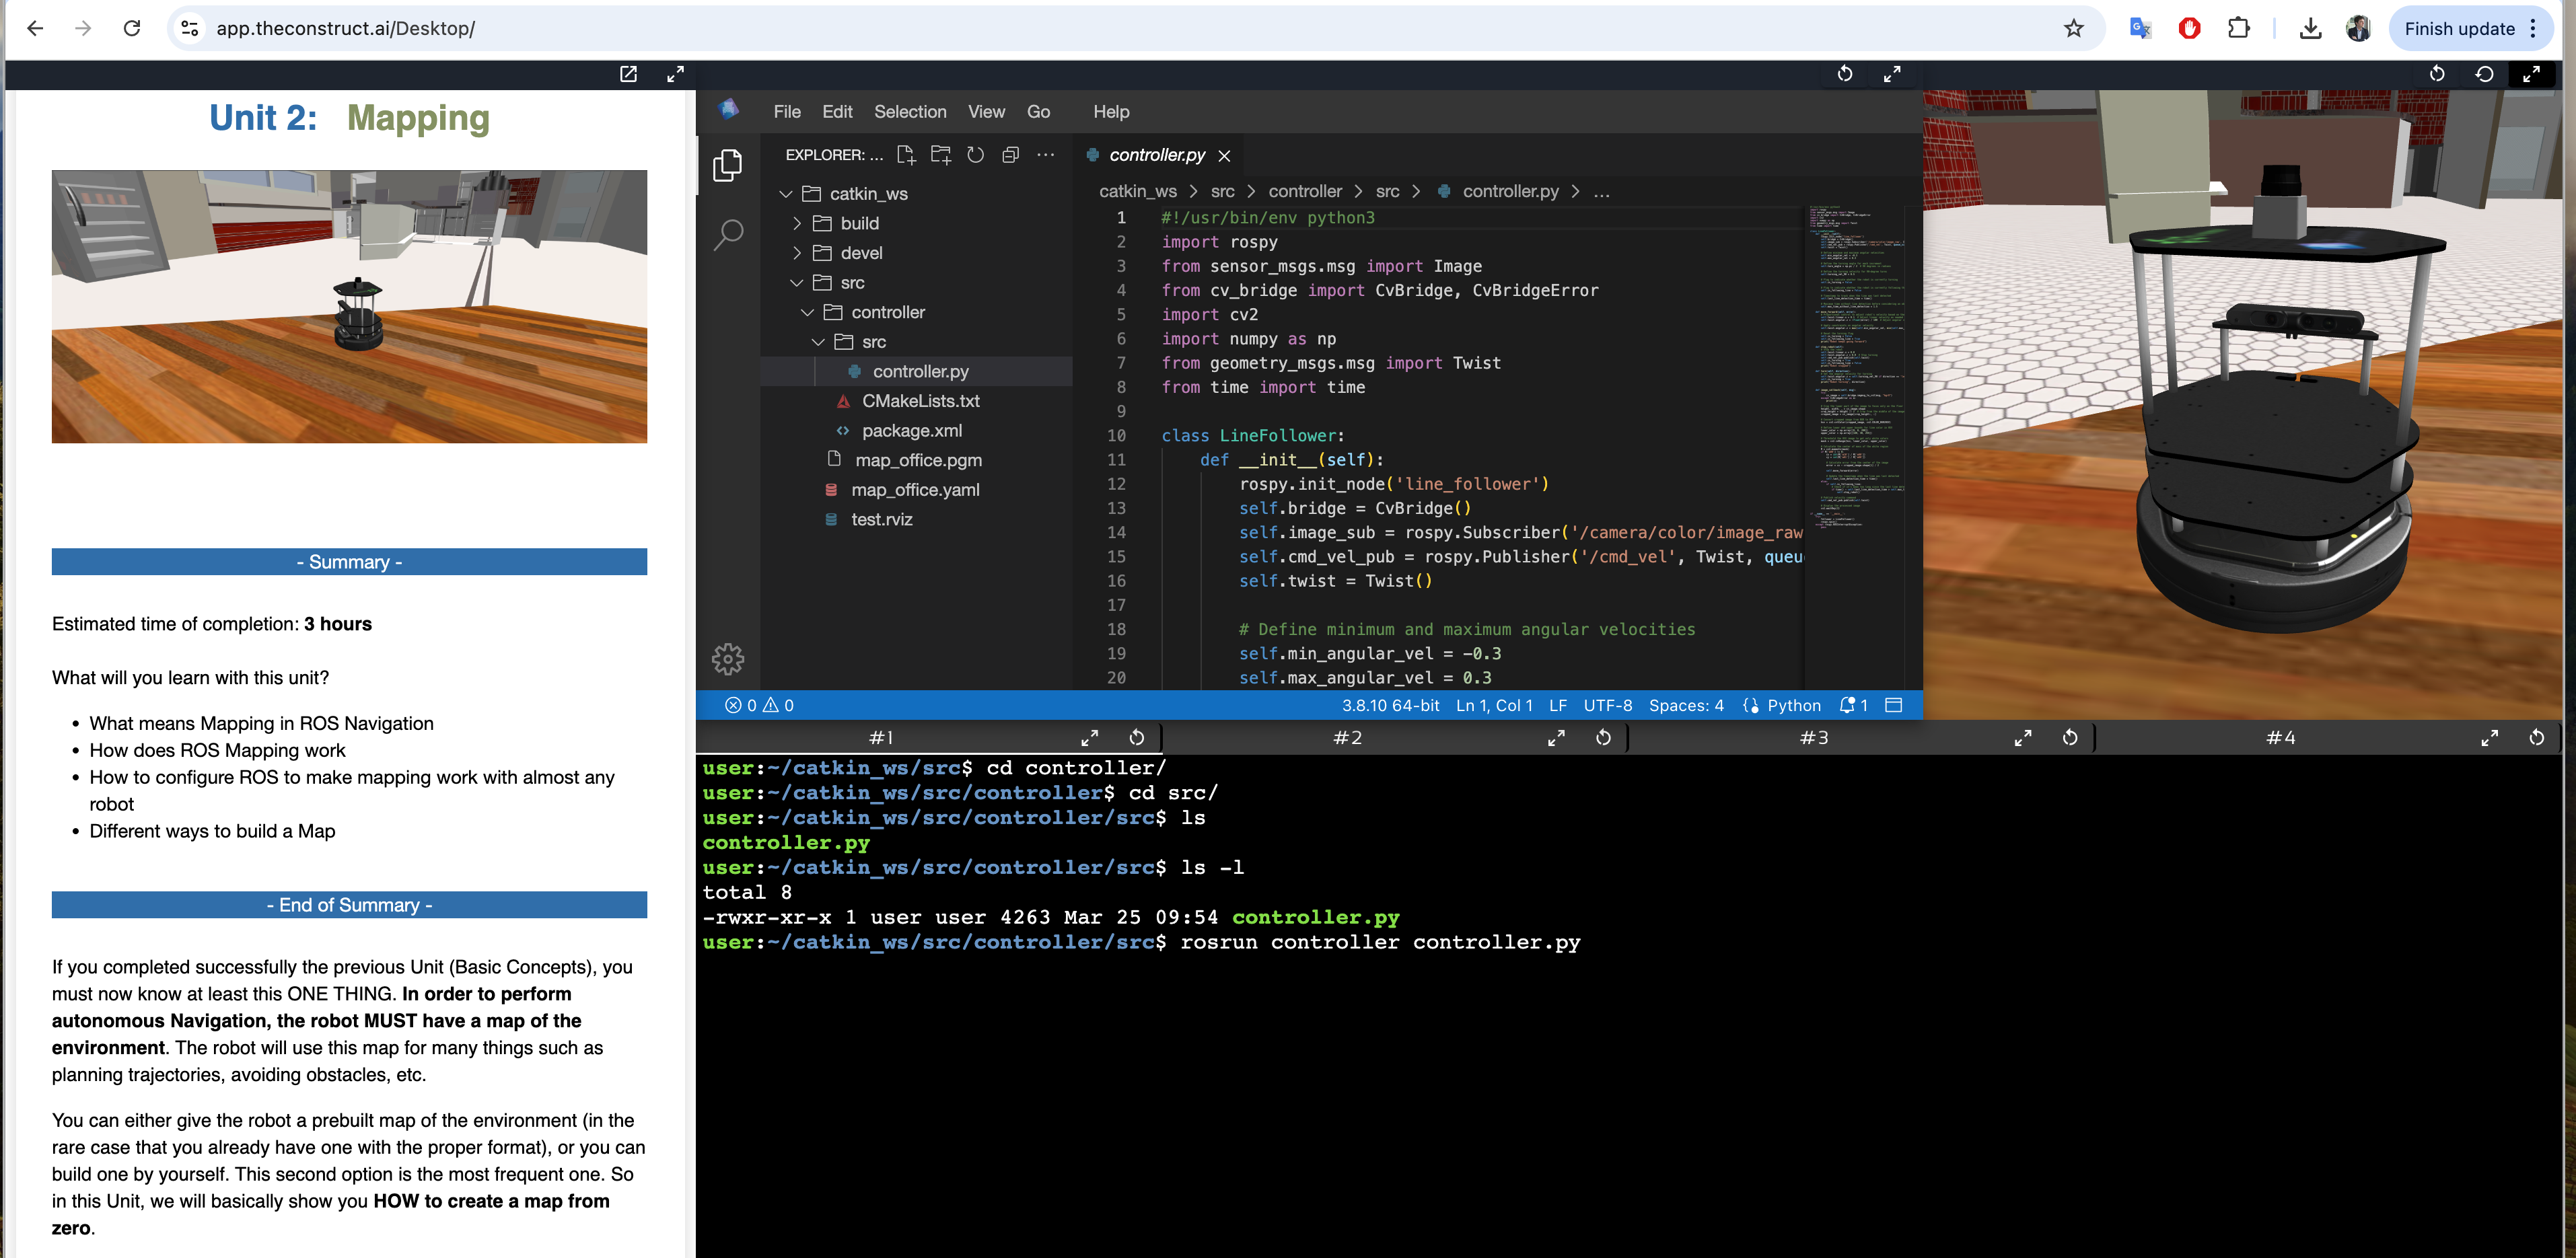 app.theconstruct.ai/Desktop/
Finish update
Unit 2: Mapping
- Summary -
Estimated time of completion: 3 hours
What will you learn with this unit?
• What means Mapping in ROS Navigation
• How does ROS Mapping work
• How to configure ROS to make mapping work with almost any
robot
• Different ways to build a Map
- End of Summary -
If you completed successfully the previous Unit (Basic Concepts), you
must now know at least this ONE THING. In order to perform
autonomous Navigation, the robot MUST have a map of the
environment. The robot will use this map for many things such as
planning trajectories, avoiding obstacles, etc.
You can either give the robot a prebuilt map of the environment (in the
rare case that you already have one with the proper format), or you can
build one by yourself. This second option is the most frequent one. So
in this Unit, we will basically show you HOW to create a map from
zero.
File Edit Selection View Go Help
EXPLORER: ...
catkin_ws
build
devel
src
controller
src
controller.py
CMakeLists.txt
package.xml
map_office.pgm
map_office.yaml
test.rviz
controller.py
catkin_ws > src > controller > src > controller.py > ...
1 #!/usr/bin/env python3
2 import rospy
3 from sensor_msgs.msg import Image
4 from cv_bridge import CvBridge, CvBridgeError
5 import cv2
6 import numpy as np
7 from geometry_msgs.msg import Twist
8 from time import time
9
10 class LineFollower:
11 def __init__(self):
12 rospy.init_node('line_follower')
13 self.bridge = CvBridge()
14 self.image_sub = rospy.Subscriber('/camera/color/image_raw
15 self.cmd_vel_pub = rospy.Publisher('/cmd_vel', Twist, queu
16 self.twist = Twist()
17
18 # Define minimum and maximum angular velocities
19 self.min_angular_vel = -0.3
20 self.max_angular_vel = 0.3
0 0 3.8.10 64-bit Ln 1, Col 1 LF UTF-8 Spaces: 4 Python 1
#1 #2 #3 #4
user:~/catkin_ws/src$ cd controller/
user:~/catkin_ws/src/controller$ cd src/
user:~/catkin_ws/src/controller/src$ ls
controller.py
user:~/catkin_ws/src/controller/src$ ls -l
total 8
-rwxr-xr-x 1 user user 4263 Mar 25 09:54 controller.py
user:~/catkin_ws/src/controller/src$ rosrun controller controller.py